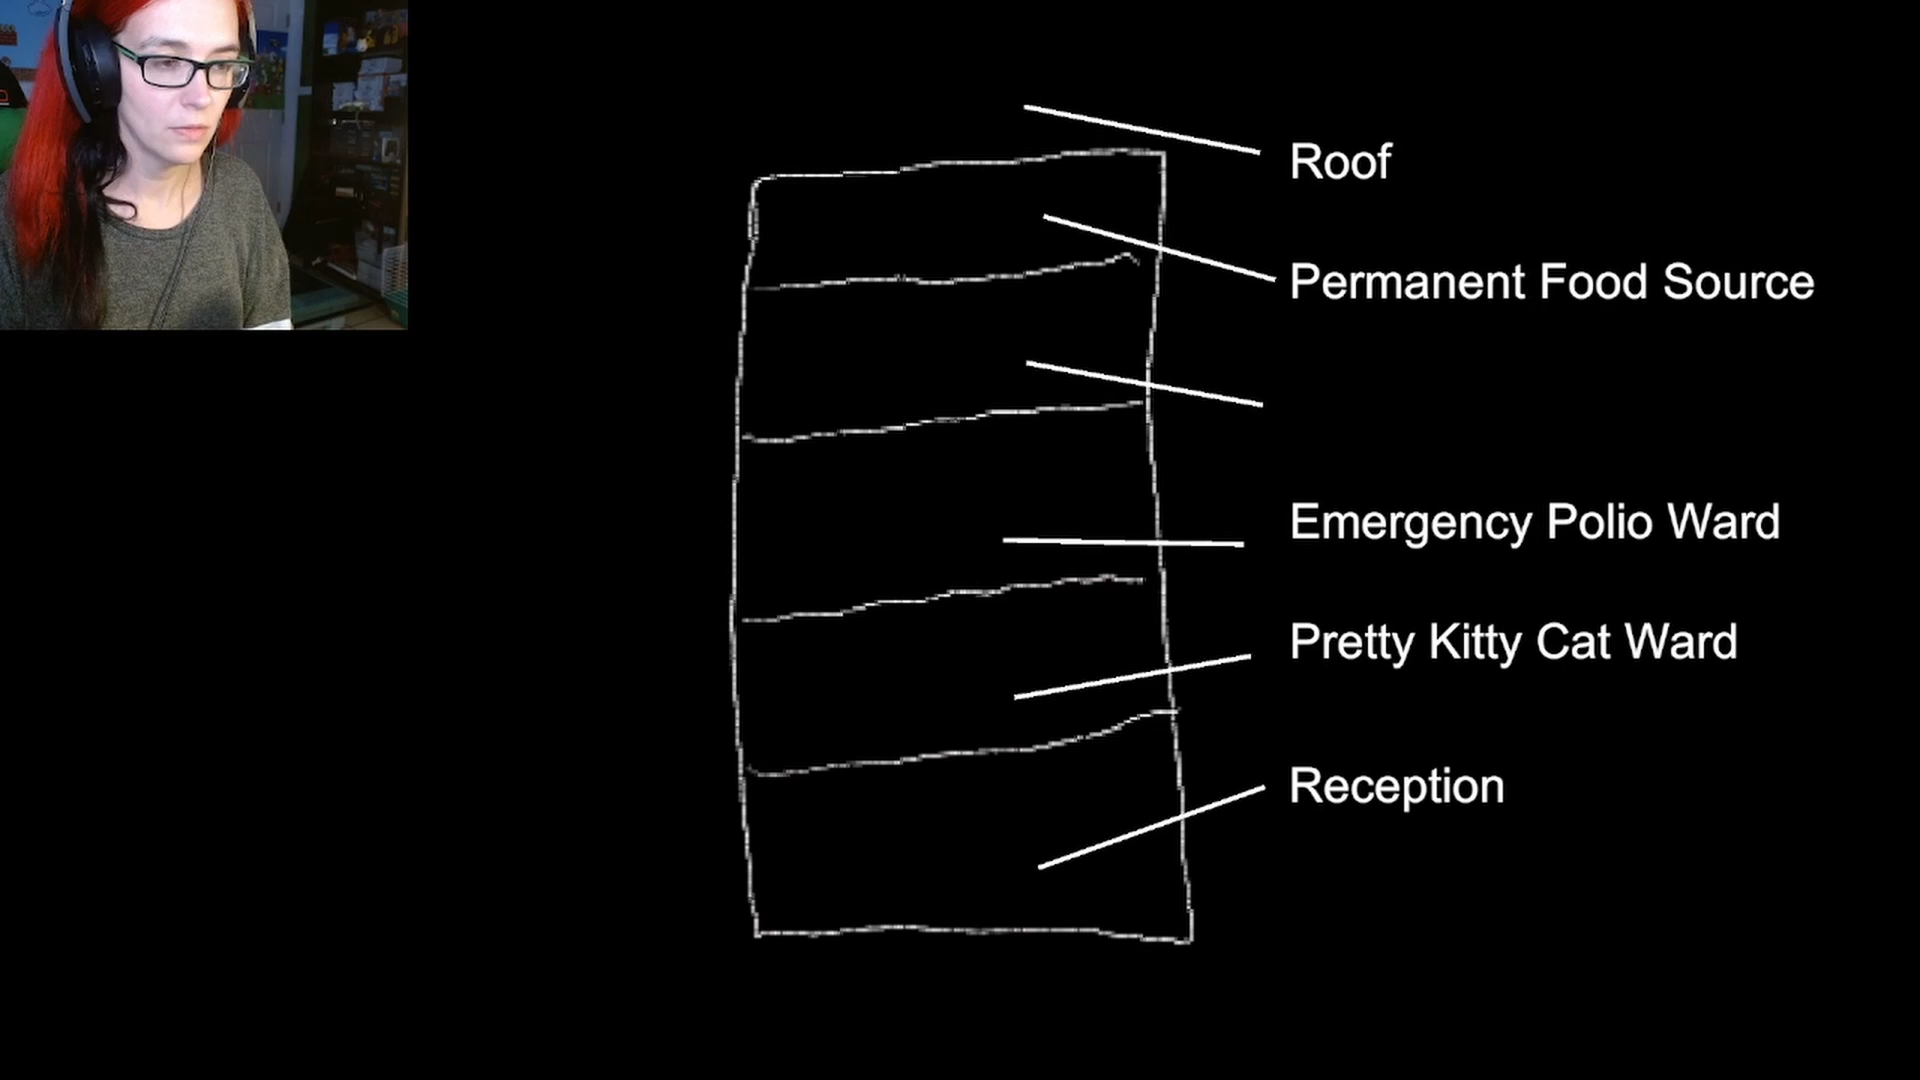 Roof
Permanent Food Source
Emergency Polio Ward
Pretty Kitty Cat Ward
Reception